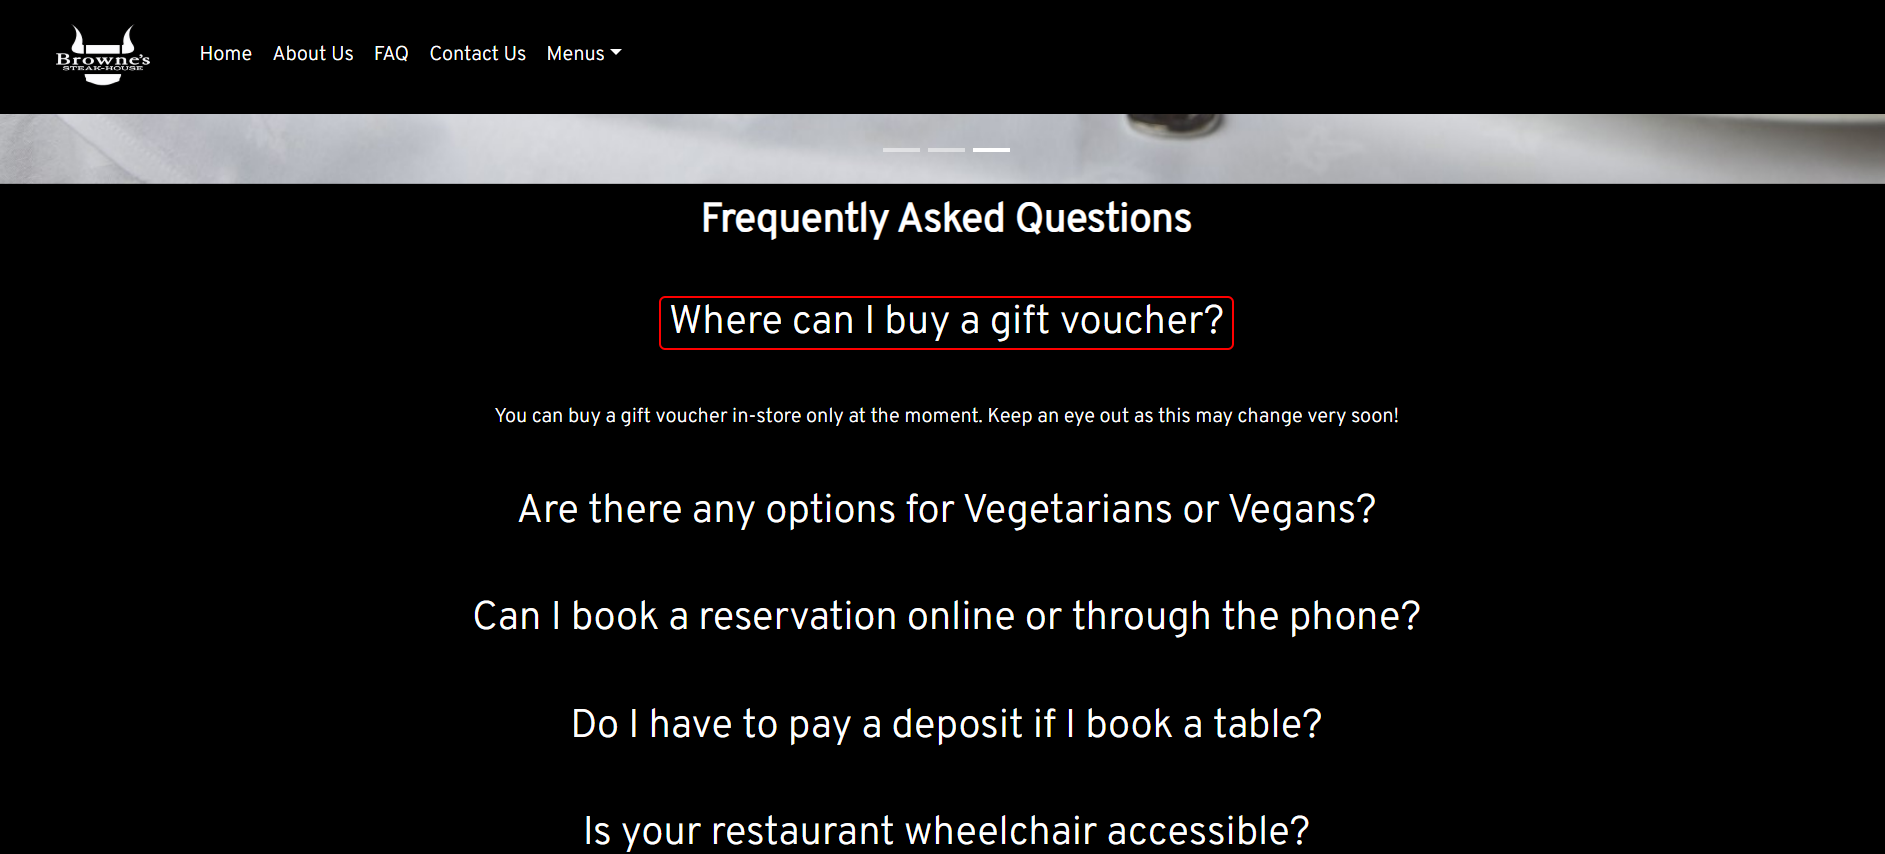 Browne's
STEAK-HOUSE
Home About Us FAQ Contact Us Menus
Frequently Asked Questions
Where can I buy a gift voucher?
You can buy a gift voucher in-store only at the moment. Keep an eye out as this may change very soon!
Are there any options for Vegetarians or Vegans?
Can I book a reservation online or through the phone?
Do I have to pay a deposit if I book a table?
Is your restaurant wheelchair accessible?